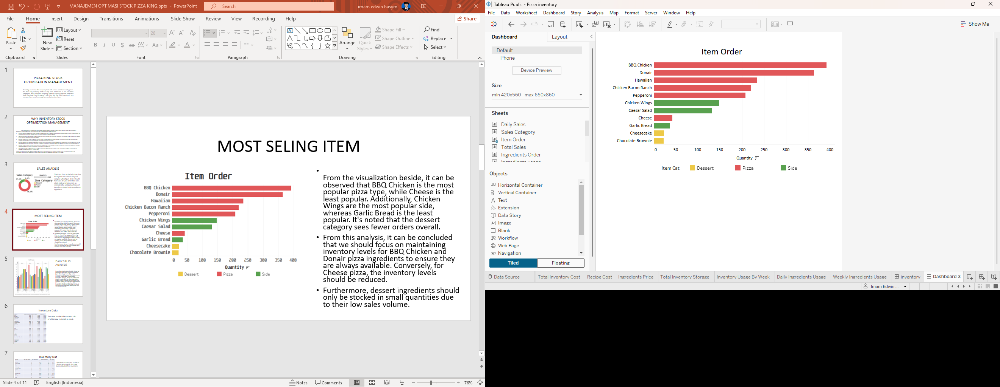 MANAJEMEN OPTIMASI STOCK PIZZA KING.pptx - PowerPoint
Search
imam edwin hasym
File Home Insert Design Transitions Animations Slide Show Review View Recording Help
Share
Paste
Clipboard
New Slide
Layout
Reset
Section
Slides
28
Font
Paragraph
Arrange
Quick Styles
Shape Fill
Shape Outline
Shape Effects
Drawing
Find
Replace
Select
Editing
1
PIZZA KING STOCK
OPTIMIZATION MANAGEMENT
2
WHY INVENTORY STOCK
OPTIMIZATION MANAGEMENT
3
SALES ANALYSIS
Sales Category
Item Category
4
MOST SELING ITEM
5
DAILY SALES
ANALYSIS
6
Inventory Data
The table on the side contains a list
of all the raw materials in stock.
7
Inventory Out
MOST SELING ITEM
Item Order
BBQ Chicken
Donair
Hawaiian
Chicken Bacon Ranch
Pepperoni
Chicken Wings
Caesar Salad
Cheese
Garlic Bread
Cheesecake
Chocolate Brownie
0 50 100 150 200 250 300 350 400
Quantity
Dessert Pizza Side
•
From the visualization beside, it can be
observed that BBQ Chicken is the most
popular pizza type, while Cheese is the
least popular. Additionally, Chicken
Wings are the most popular side,
whereas Garlic Bread is the least
popular. It's noted that the dessert
category sees fewer orders overall.
• From this analysis, it can be concluded
that we should focus on maintaining
inventory levels for BBQ Chicken and
Donair pizza ingredients to ensure they
are always available. Conversely, for
Cheese pizza, the inventory levels
should be reduced.
• Furthermore, dessert ingredients should
only be stocked in small quantities due
to their low sales volume.
Slide 4 of 11
English (Indonesia)
Notes
Comments
76%
Tableau Public - Pizza inventory
File Data Worksheet Dashboard Story Analysis Map Format Server Window Help
Show Me
Dashboard Layout
Default
Phone
Device Preview
Size
min 420x560 - max 650x860
Sheets
Daily Sales
Sales Category
Item Order
Total Sales
Ingredients Order
Objects
Horizontal Container
Vertical Container
Text
Extension
Data Story
Image
Blank
Workflow
Web Page
Navigation
Tiled Floating
Item Order
BBQ Chicken
Donair
Hawaiian
Chicken Bacon Ranch
Pepperoni
Chicken Wings
Caesar Salad
Cheese
Garlic Bread
Cheesecake
Chocolate Brownie
0 50 100 150 200 250 300 350 400
Quantity
Item Cat Dessert Pizza Side
Data Source Total Inventory Cost Recipe Cost Ingredients Price Total Inventory Storage Inventory Usage By Week Daily Ingredients Usage Weekly Ingredients Usage inventory Dashboard 3
Imam Edwin ...